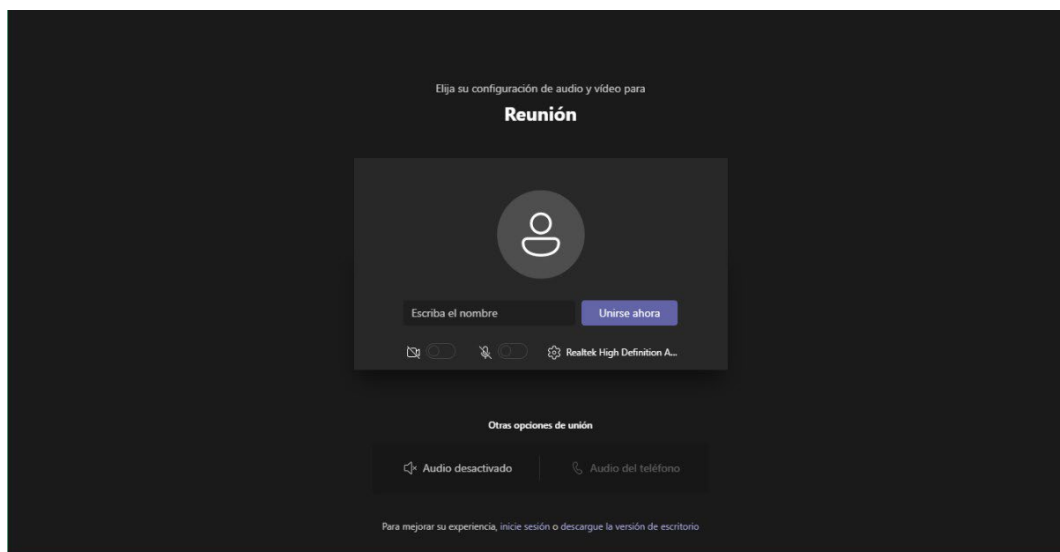 Elija su configuración de audio y vídeo para
Reunión
Escriba el nombre
Unirse ahora
Realtek High Definition A...
Otras opciones de unión
Audio desactivado
Audio del teléfono
Para mejorar su experiencia, inicie sesión o descargue la versión de escritorio